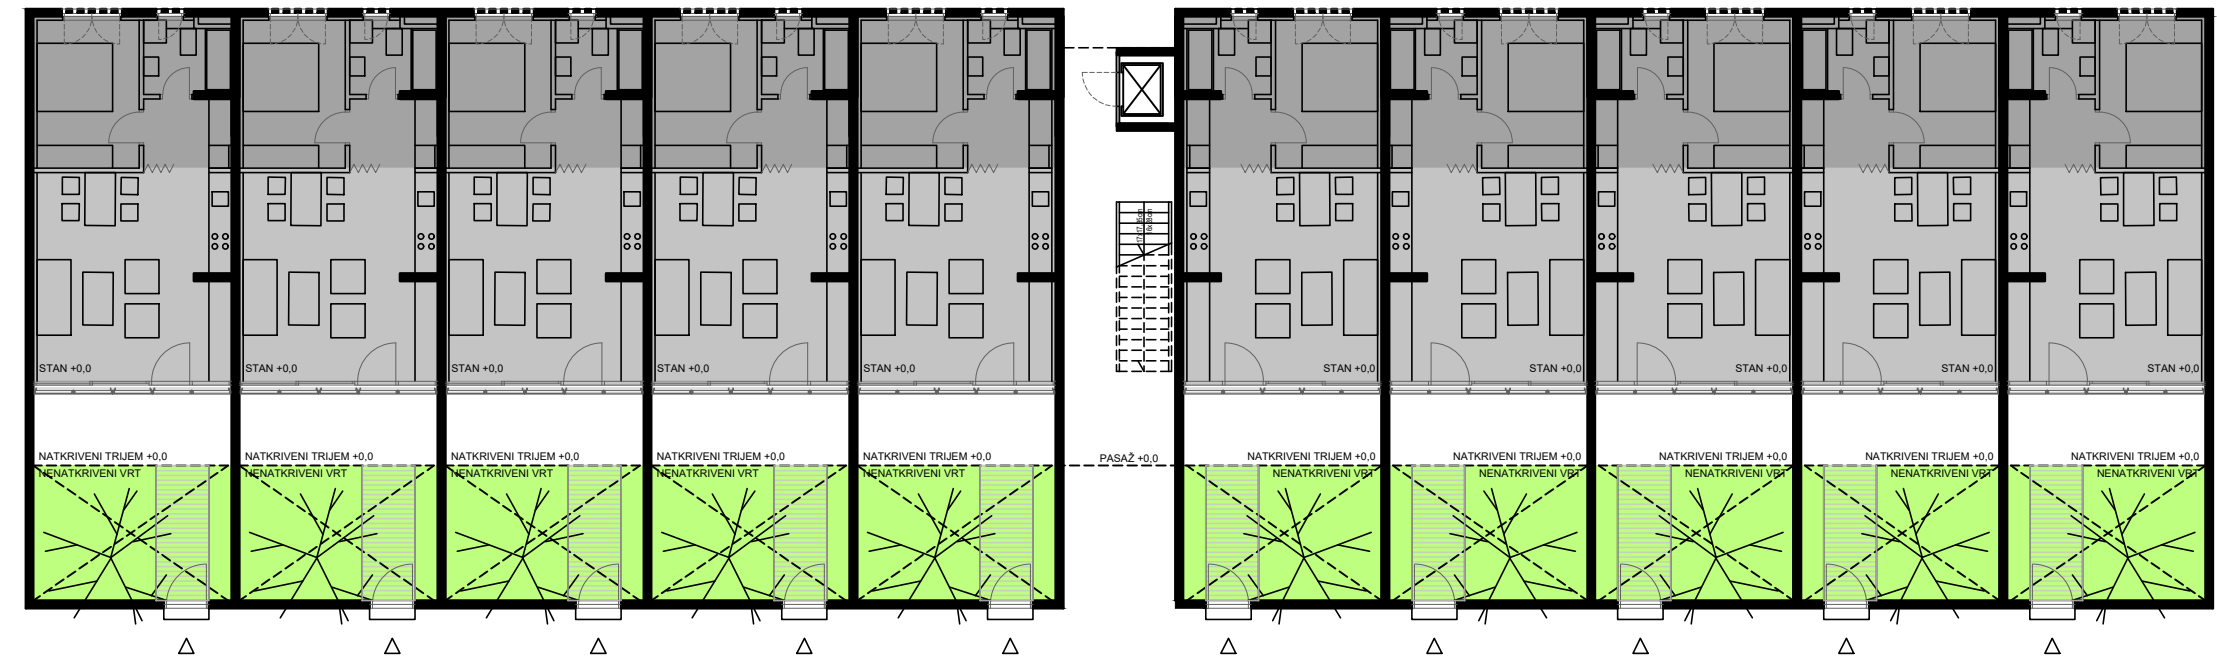 17x17,65cm
16x28cm
STAN +0,0
STAN +0,0
STAN +0,0
STAN +0,0
STAN +0,0
STAN +0,0
STAN +0,0
STAN +0,0
STAN +0,0
STAN +0,0
NATKRIVENI TRIJEM +0,0
NATKRIVENI TRIJEM +0,0
NATKRIVENI TRIJEM +0,0
NATKRIVENI TRIJEM +0,0
NATKRIVENI TRIJEM +0,0
PASAŽ +0,0
NATKRIVENI TRIJEM +0,0
NATKRIVENI TRIJEM +0,0
NATKRIVENI TRIJEM +0,0
NATKRIVENI TRIJEM +0,0
NATKRIVENI TRIJEM +0,0
NENATKRIVENI VRT
NENATKRIVENI VRT
NENATKRIVENI VRT
NENATKRIVENI VRT
NENATKRIVENI VRT
NENATKRIVENI VRT
NENATKRIVENI VRT
NENATKRIVENI VRT
NENATKRIVENI VRT
NENATKRIVENI VRT